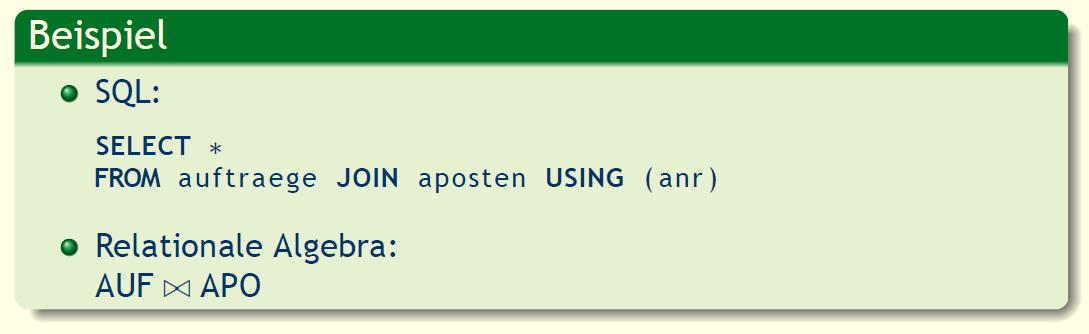 Beispiel
SQL:
SELECT *
FROM auftraege JOIN aposten USING (anr)
Relationale Algebra:
AUF ⋈ APO